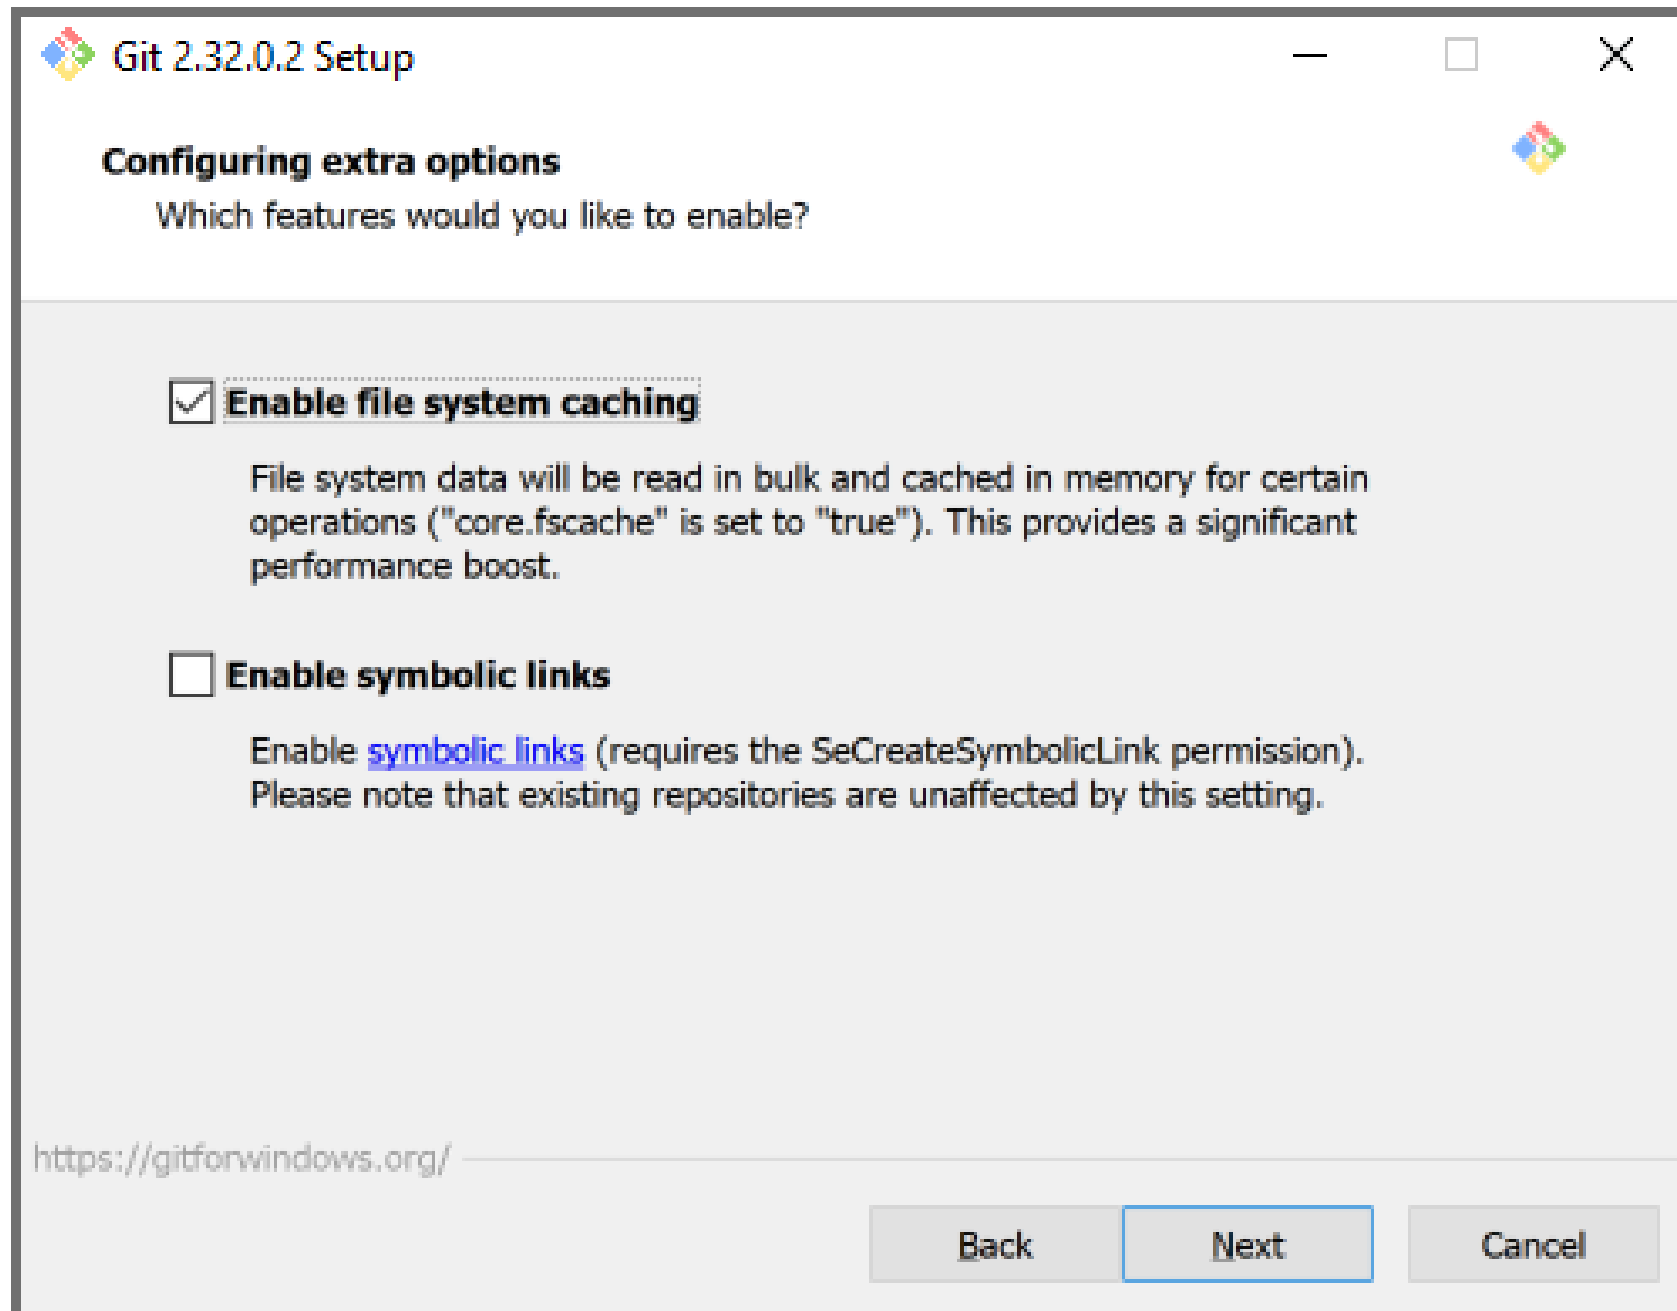 Git 2.32.0.2 Setup
Configuring extra options
Which features would you like to enable?
Enable file system caching
File system data will be read in bulk and cached in memory for certain
operations ("core.fscache" is set to "true"). This provides a significant
performance boost.
Enable symbolic links
Enable symbolic links (requires the SeCreateSymbolicLink permission).
Please note that existing repositories are unaffected by this setting.
https://gitforwindows.org/
Back Next Cancel